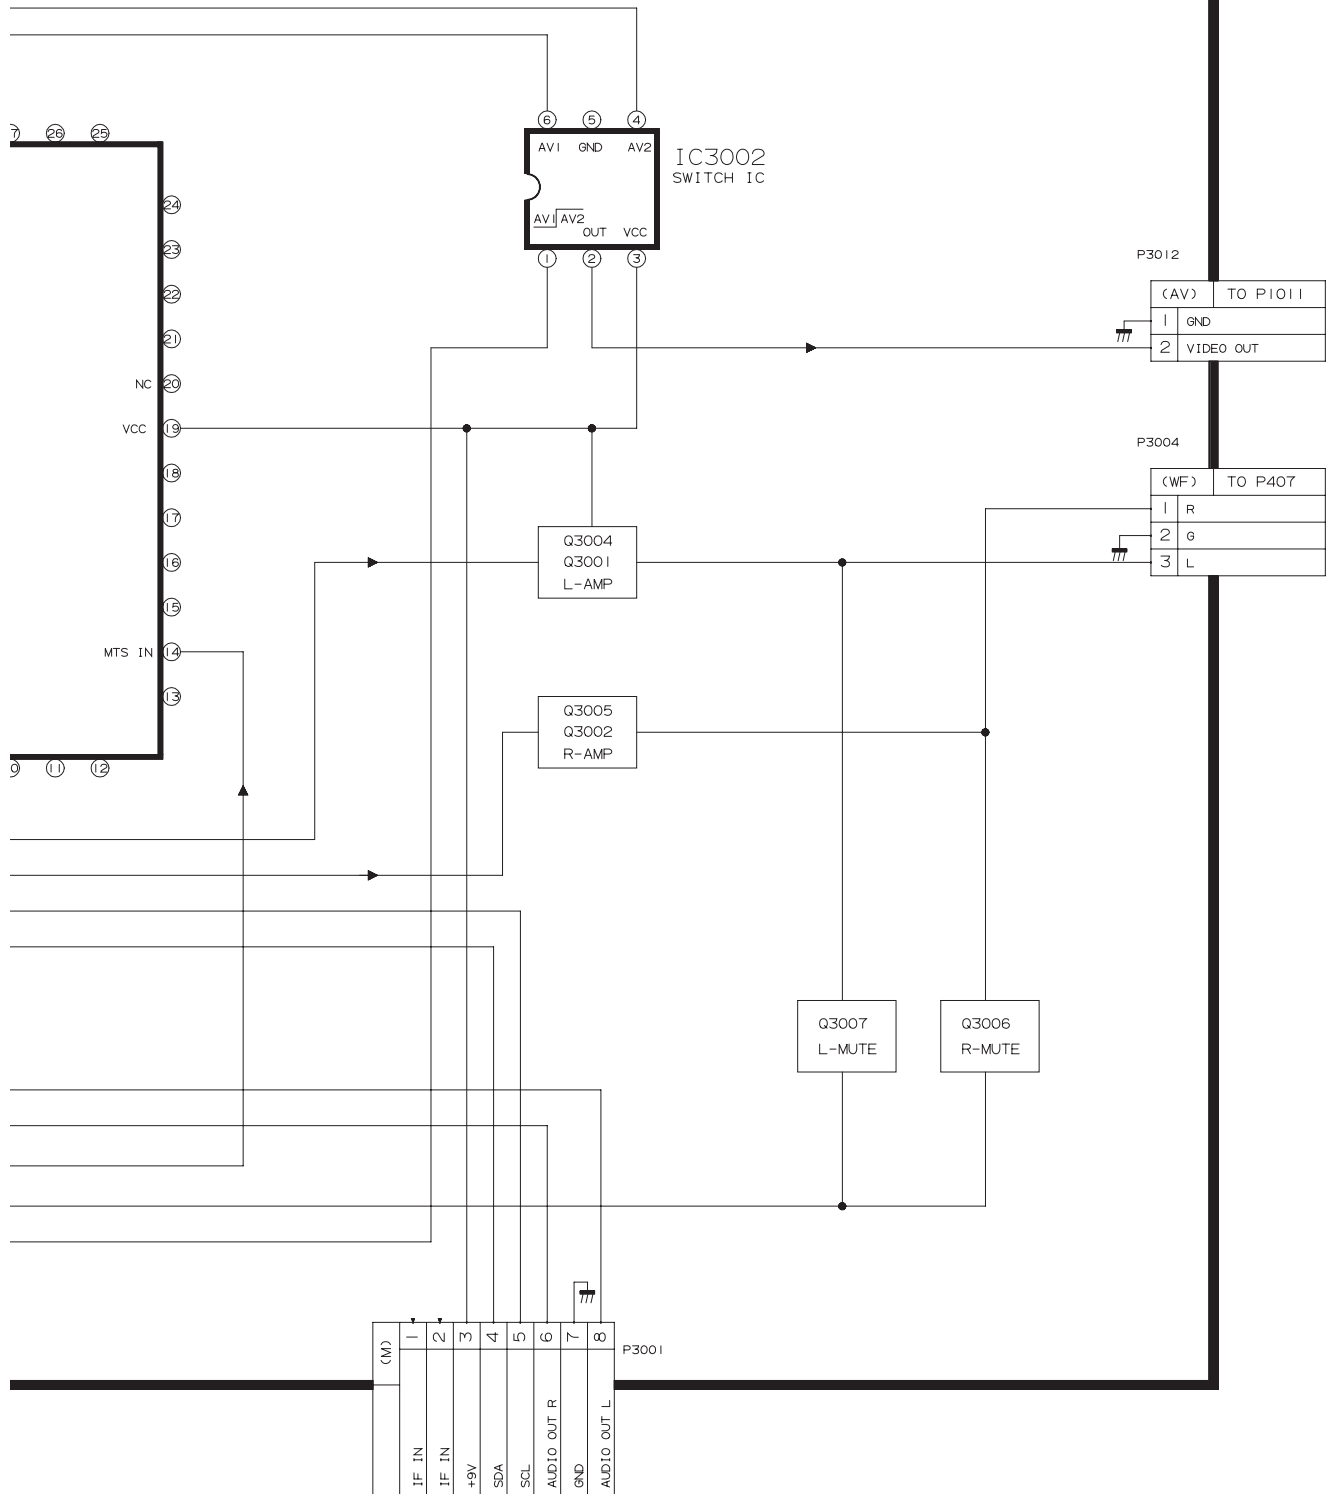 6 5 4
AV1 GND AV2
IC3002
SWITCH IC
AV1 AV2
OUT VCC
1 2 3
26 25
24
23
22
21
NC 20
VCC 19
18
17
16
15
MTS IN 14
13
11 12
P3012
(AV) TO P1011
1 GND
2 VIDEO OUT
P3004
(WF) TO P407
1 R
2 G
3 L
Q3004
Q3001
L-AMP
Q3005
Q3002
R-AMP
Q3007
L-MUTE
Q3006
R-MUTE
P3001
(M)
1 IF IN
2 IF IN
3 +9V
4 SDA
5 SCL
6 AUDIO OUT R
7 GND
8 AUDIO OUT L